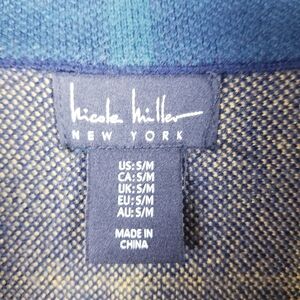 nicole miller
NEW YORK
US: S/M
CA: S/M
UK: S/M
EU: S/M
AU: S/M
MADE IN
CHINA